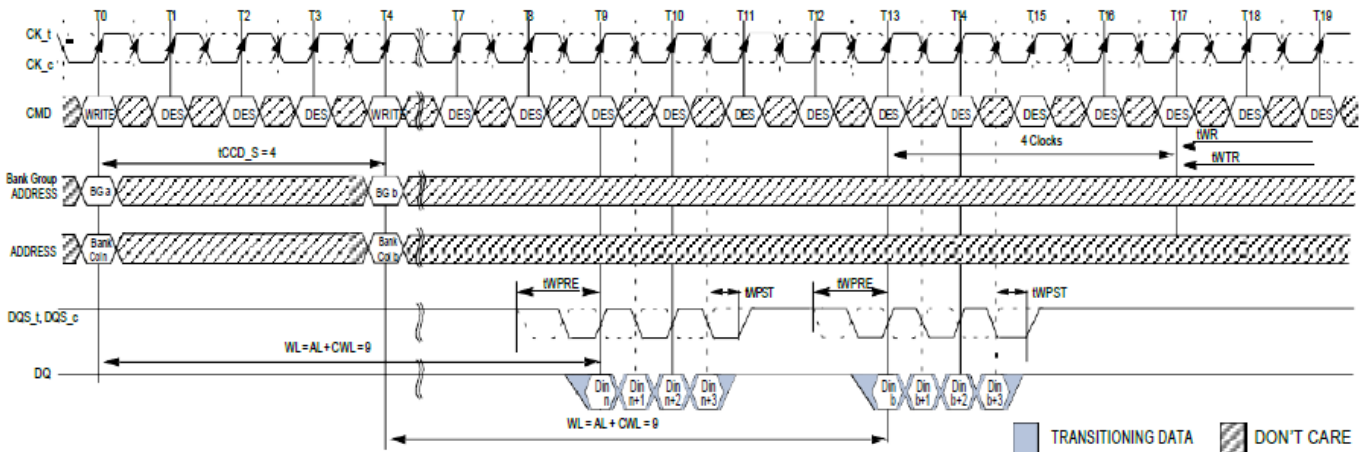 T0 T1 T2 T3 T4 T7 T8 T9 T10 T11 T12 T13 T14 T15 T16 T17 T18 T19
CK_t
CK_c
CMD WRITE DES DES DES WRITE DES DES DES DES DES DES DES DES DES DES DES DES DES
tCCD_S = 4 4 Clocks tWR
tWTR
Bank Group
ADDRESS BG a BG b
ADDRESS Bank Bank
Col n Col b
tWPRE tWPST tWPRE tWPST
DQS_t, DQS_c
WL = AL + CWL = 9
DQ Din Din Din Din Din Din Din Din
n n+1 n+2 n+3 b b+1 b+2 b+3
WL = AL + CWL = 9
TRANSITIONING DATA DON'T CARE